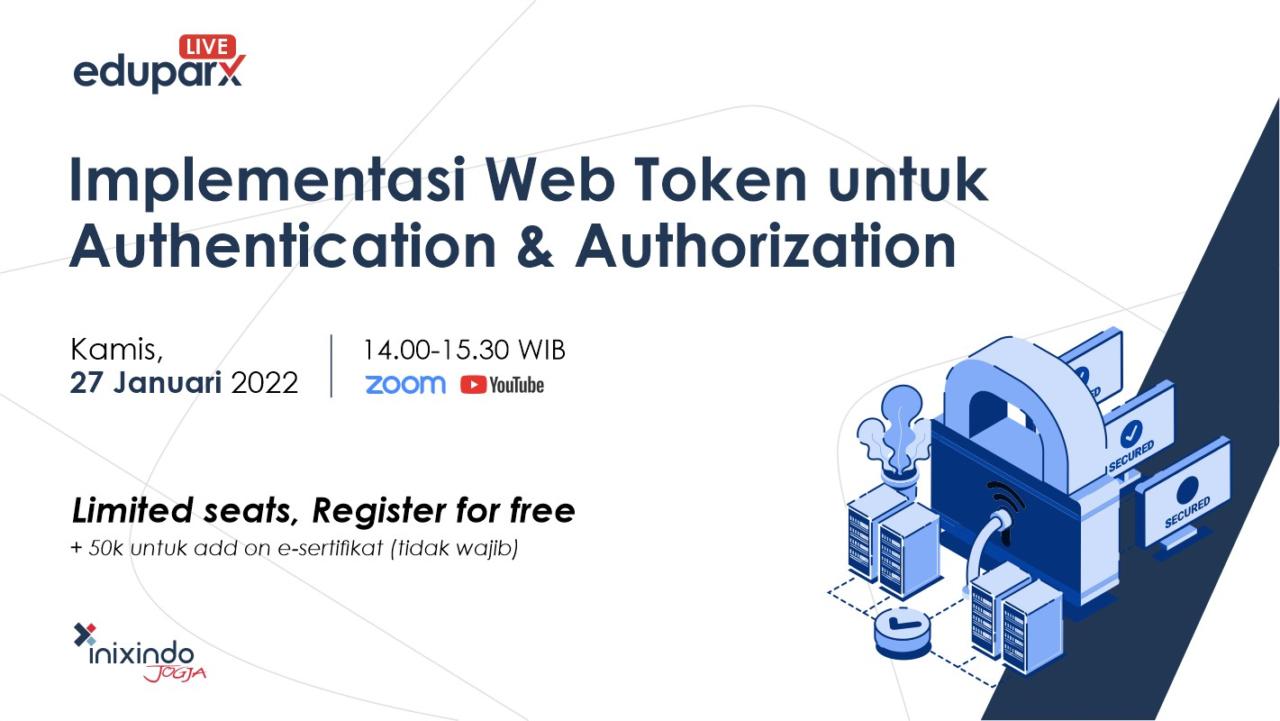 LIVE
eduparx
Implementasi Web Token untuk
Authentication & Authorization
Kamis,
27 Januari 2022
14.00-15.30 WIB
zoom YouTube
Limited seats, Register for free
+ 50k untuk add on e-sertifikat (tidak wajib)
SECURED
SECURED
inixindo
JOGJA